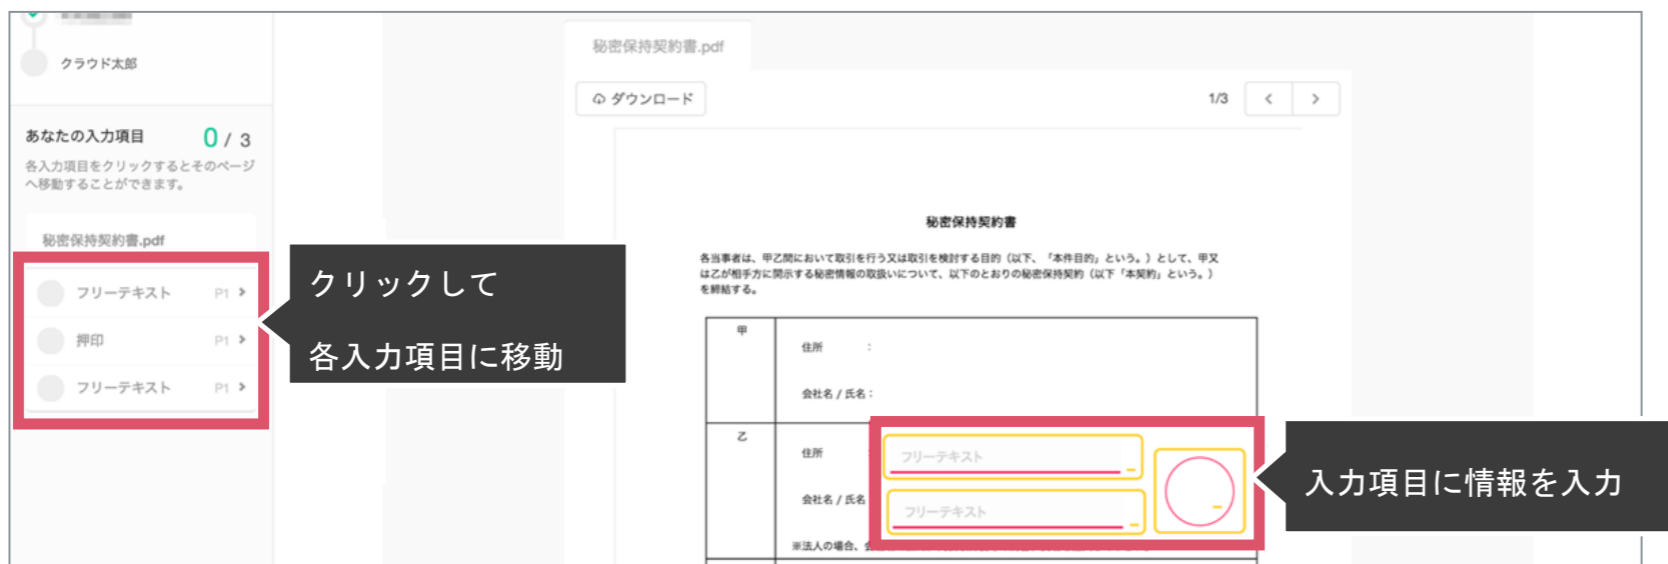 クラウド太郎
あなたの入力項目 0 / 3
各入力項目をクリックするとそのページ
へ移動することができます。
秘密保持契約書.pdf
フリーテキスト P1
押印 P1
フリーテキスト P1
クリックして
各入力項目に移動
秘密保持契約書.pdf
ダウンロード
1/3
秘密保持契約書
各当事者は、甲乙間において取引を行う又は取引を検討する目的（以下、「本件目的」という。）として、甲又
は乙が相手方に開示する秘密情報の取扱いについて、以下のとおりの秘密保持契約（以下「本契約」という。）
を締結する。
甲
住所 :
会社名 / 氏名 :
乙
住所 :
フリーテキスト
会社名 / 氏名
フリーテキスト
※法人の場合、
入力項目に情報を入力